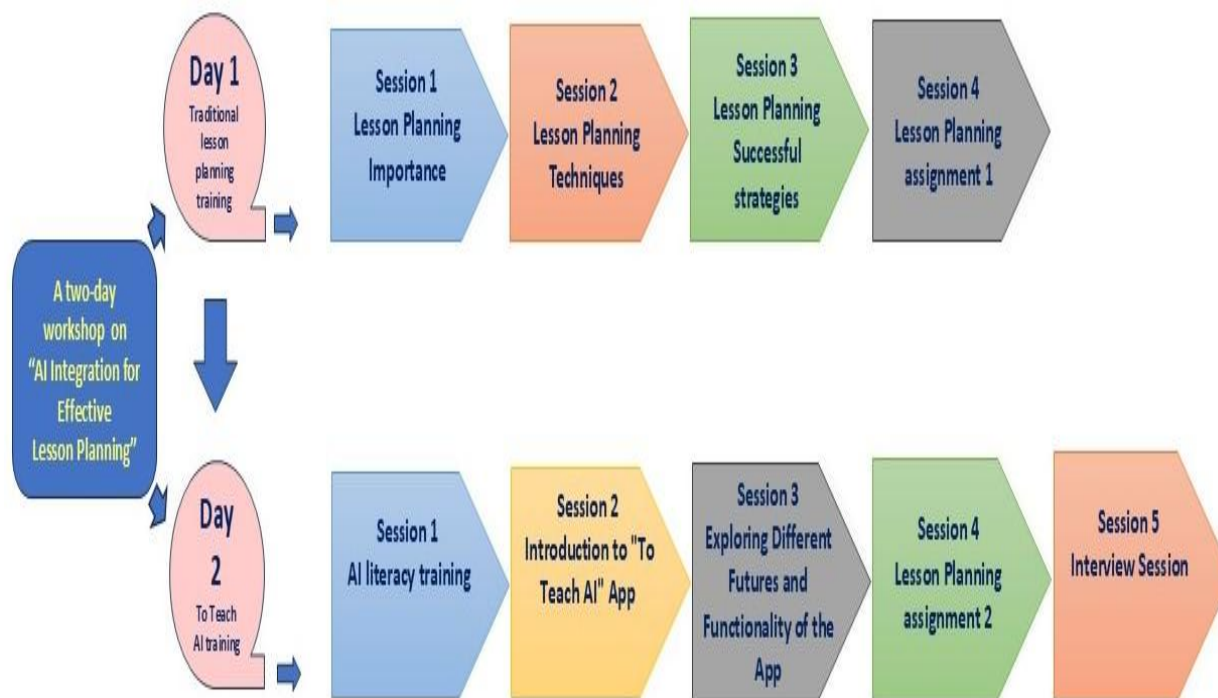 Day 1
Traditional
lesson
planning
training
Session 1
Lesson Planning
Importance
Session 2
Lesson Planning
Techniques
Session 3
Lesson Planning
Successful
strategies
Session 4
Lesson Planning
assignment 1
A two-day
workshop on
“AI Integration for
Effective
Lesson Planning”
Day
2
To Teach
AI training
Session 1
AI literacy training
Session 2
Introduction to "To
Teach AI" App
Session 3
Exploring Different
Futures and
Functionality of the
App
Session 4
Lesson Planning
assignment 2
Session 5
Interview Session